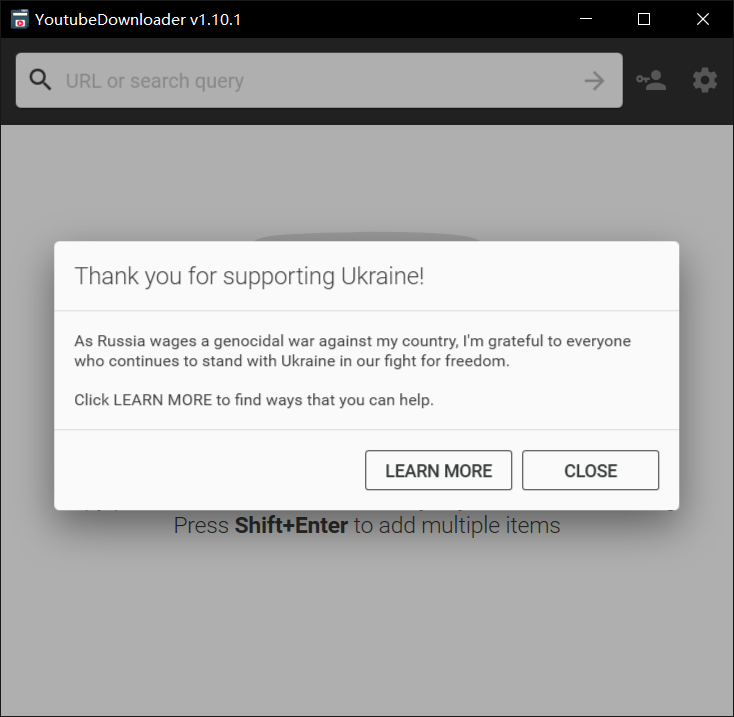 YoutubeDownloader v1.10.1
URL or search query
Thank you for supporting Ukraine!
As Russia wages a genocidal war against my country, I'm grateful to everyone
who continues to stand with Ukraine in our fight for freedom.
Click LEARN MORE to find ways that you can help.
LEARN MORE
CLOSE
Press Shift+Enter to add multiple items